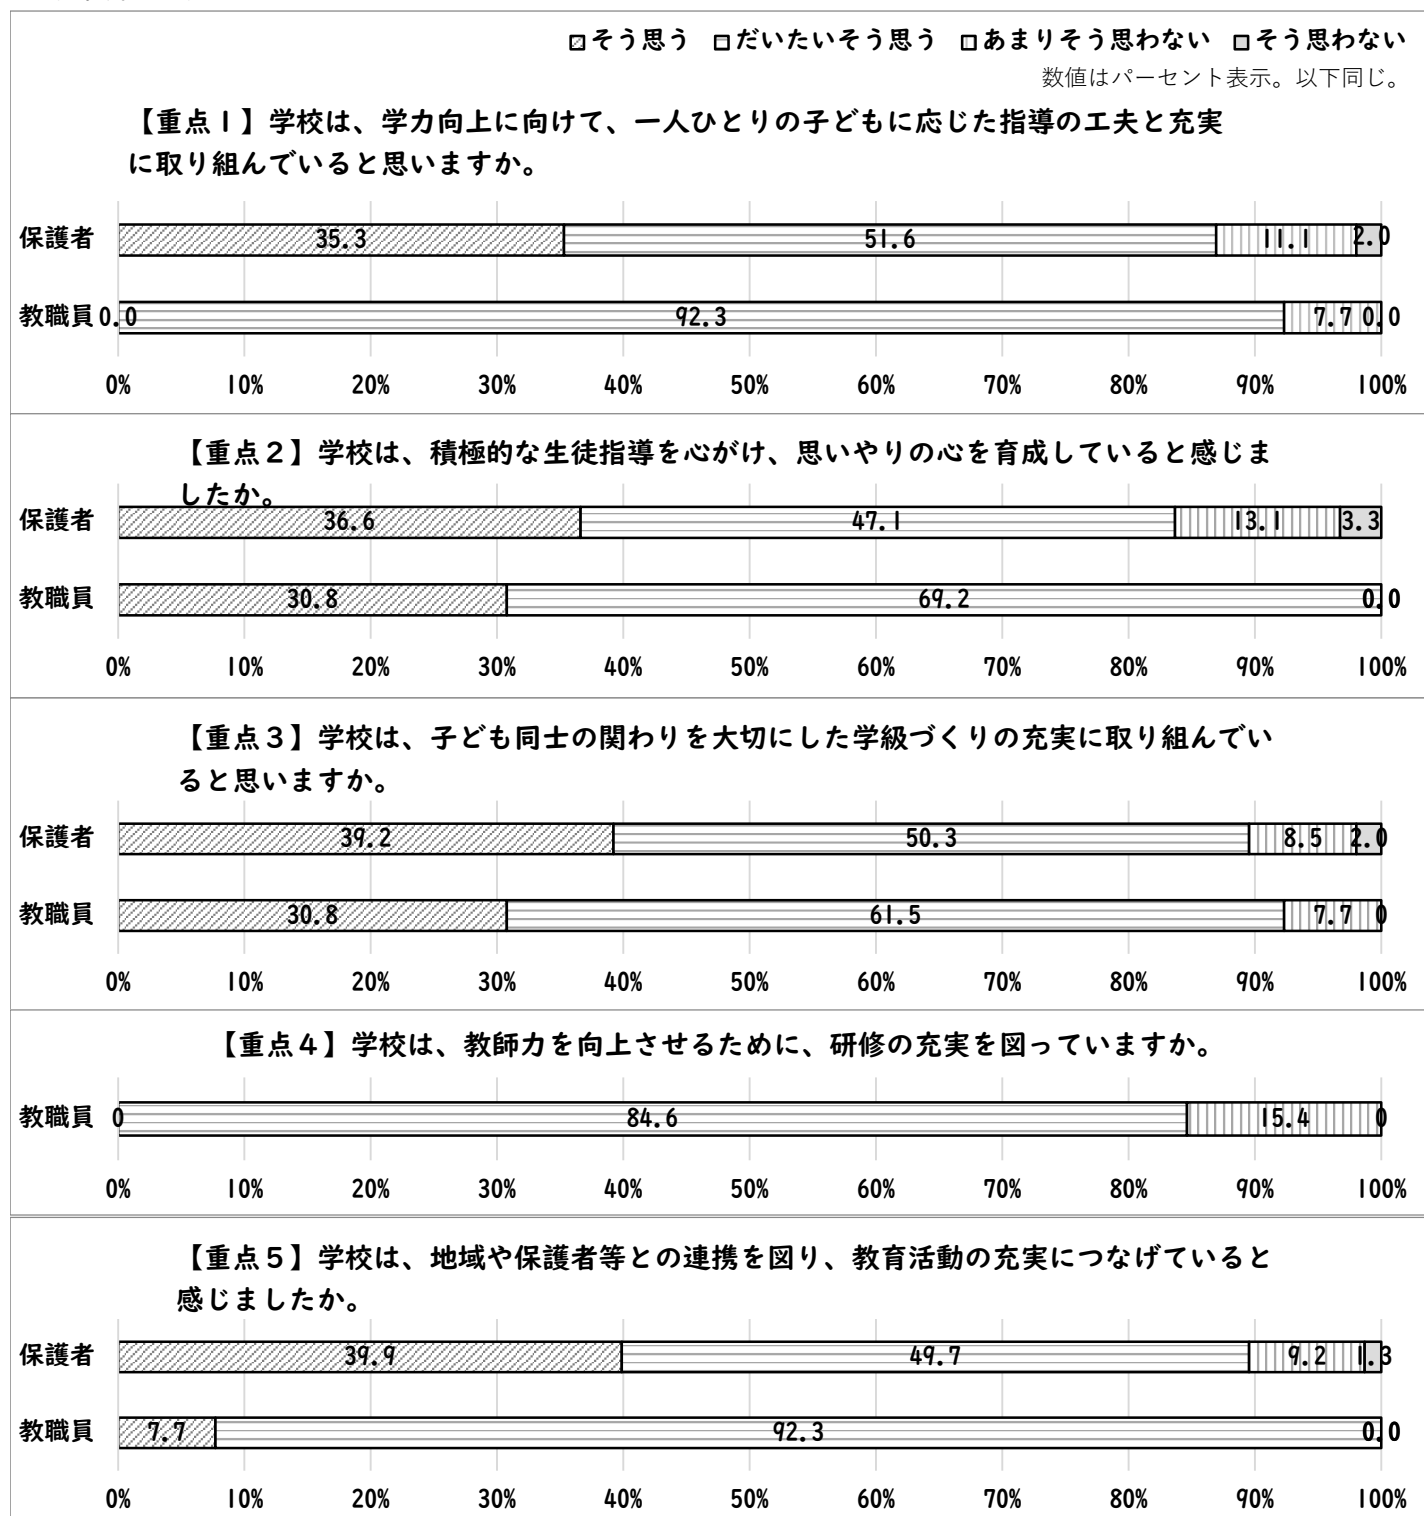 そう思う だいたいそう思う あまりそう思わない そう思わない
数値はパーセント表示。以下同じ。
【重点1】学校は、学力向上に向けて、一人ひとりの子どもに応じた指導の工夫と充実
に取り組んでいると思いますか。
保護者 35.3 51.6 11.1 2.0
教職員 0.0 92.3 7.7 0.0
0% 10% 20% 30% 40% 50% 60% 70% 80% 90% 100%
【重点2】学校は、積極的な生徒指導を心がけ、思いやりの心を育成していると感じま
したか。
保護者 36.6 47.1 13.1 3.3
教職員 30.8 69.2 0.0
0% 10% 20% 30% 40% 50% 60% 70% 80% 90% 100%
【重点3】学校は、子ども同士の関わりを大切にした学級づくりの充実に取り組んでい
ると思いますか。
保護者 39.2 50.3 8.5 2.0
教職員 30.8 61.5 7.7 0
0% 10% 20% 30% 40% 50% 60% 70% 80% 90% 100%
【重点4】学校は、教師力を向上させるために、研修の充実を図っていますか。
教職員 0 84.6 15.4 0
0% 10% 20% 30% 40% 50% 60% 70% 80% 90% 100%
【重点5】学校は、地域や保護者等との連携を図り、教育活動の充実につなげていると
感じましたか。
保護者 39.9 49.7 9.2 1.3
教職員 7.7 92.3 0.0
0% 10% 20% 30% 40% 50% 60% 70% 80% 90% 100%